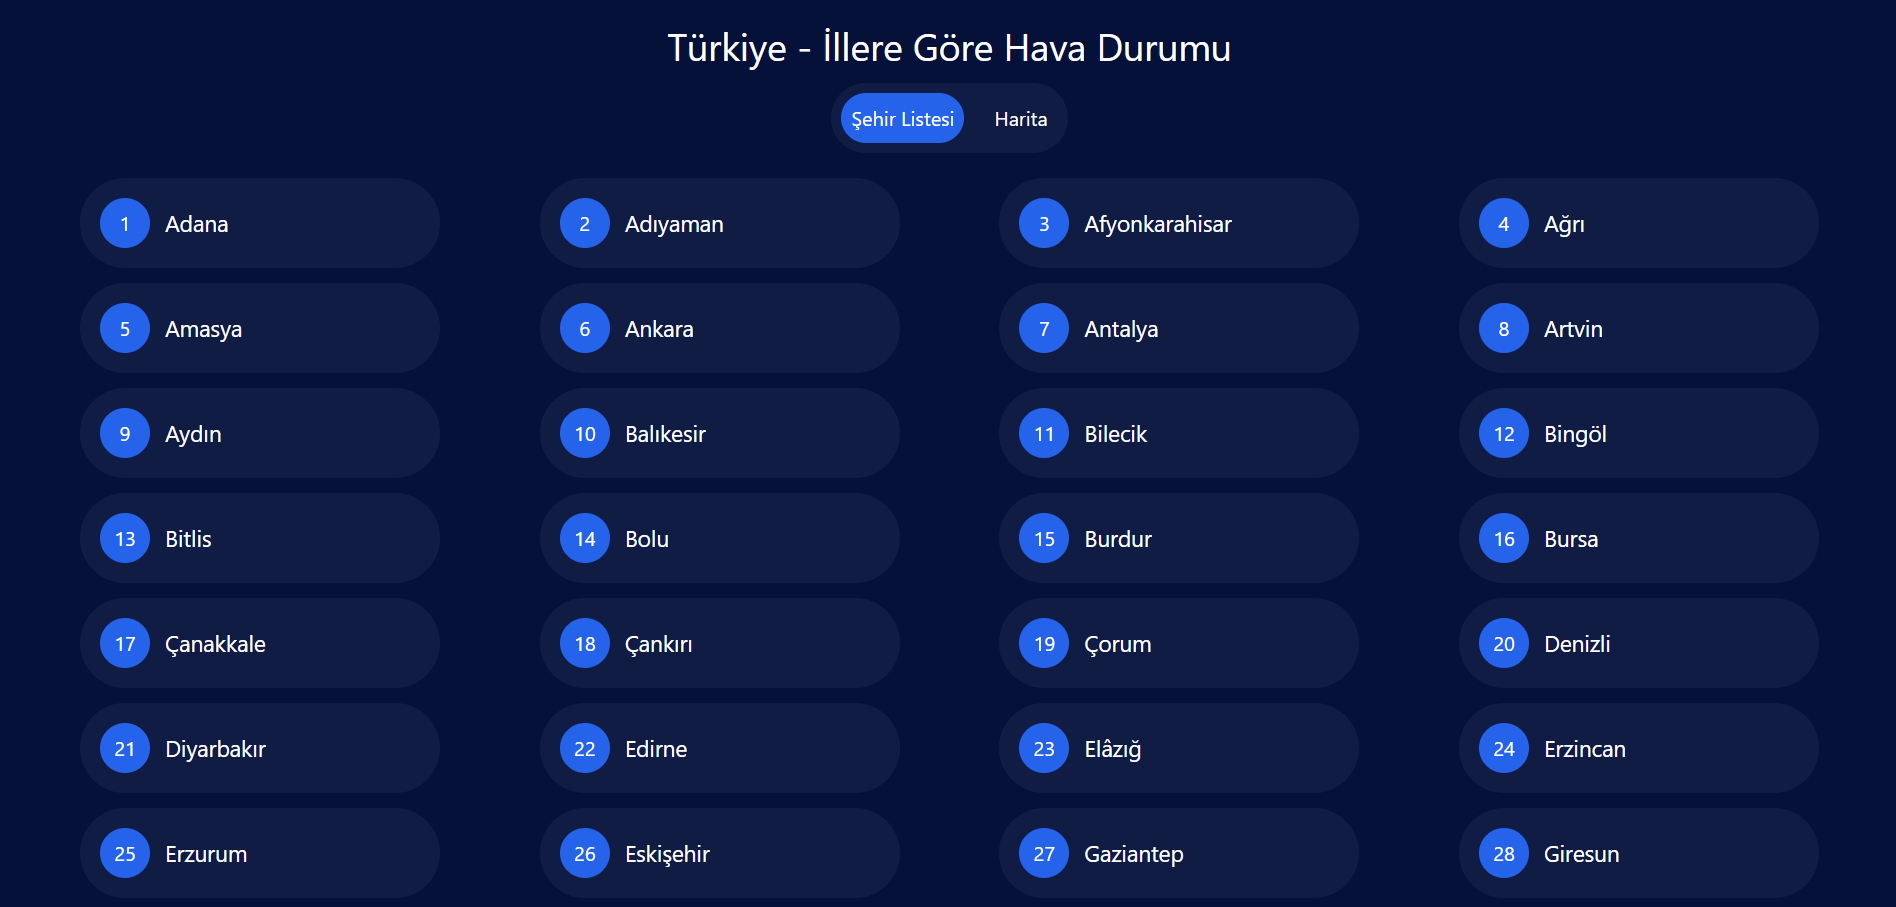 Türkiye - İllere Göre Hava Durumu
Şehir Listesi Harita
1 Adana 2 Adıyaman 3 Afyonkarahisar 4 Ağrı
5 Amasya 6 Ankara 7 Antalya 8 Artvin
9 Aydın 10 Balıkesir 11 Bilecik 12 Bingöl
13 Bitlis 14 Bolu 15 Burdur 16 Bursa
17 Çanakkale 18 Çankırı 19 Çorum 20 Denizli
21 Diyarbakır 22 Edirne 23 Elâzığ 24 Erzincan
25 Erzurum 26 Eskişehir 27 Gaziantep 28 Giresun